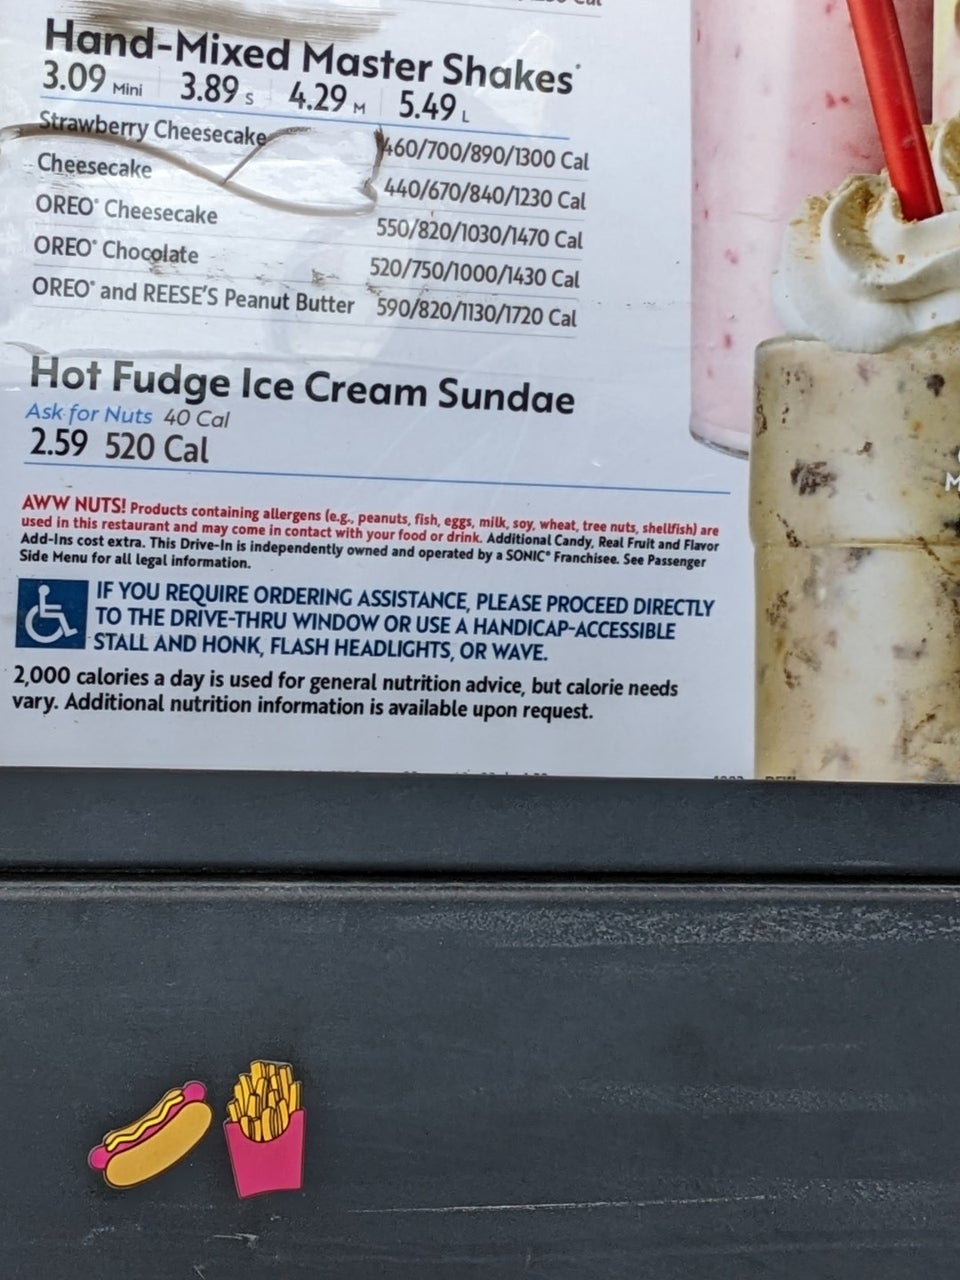 Hand-Mixed Master Shakes®
3.09 Mini 3.89 S 4.29 M 5.49 L
Strawberry Cheesecake 460/700/890/1300 Cal
Cheesecake 440/670/840/1230 Cal
OREO® Cheesecake 550/820/1030/1470 Cal
OREO® Chocolate 520/750/1000/1430 Cal
OREO® and REESE'S Peanut Butter 590/820/1130/1720 Cal
Hot Fudge Ice Cream Sundae
Ask for Nuts 40 Cal
2.59 520 Cal
AWW NUTS! Products containing allergens (e.g., peanuts, fish, eggs, milk, soy, wheat, tree nuts, shellfish) are
used in this restaurant and may come in contact with your food or drink. Additional Candy, Real Fruit and Flavor
Add-Ins cost extra. This Drive-In is independently owned and operated by a SONIC® Franchisee. See Passenger
Side Menu for all legal information.
IF YOU REQUIRE ORDERING ASSISTANCE, PLEASE PROCEED DIRECTLY
TO THE DRIVE-THRU WINDOW OR USE A HANDICAP-ACCESSIBLE
STALL AND HONK, FLASH HEADLIGHTS, OR WAVE.
2,000 calories a day is used for general nutrition advice, but calorie needs
vary. Additional nutrition information is available upon request.